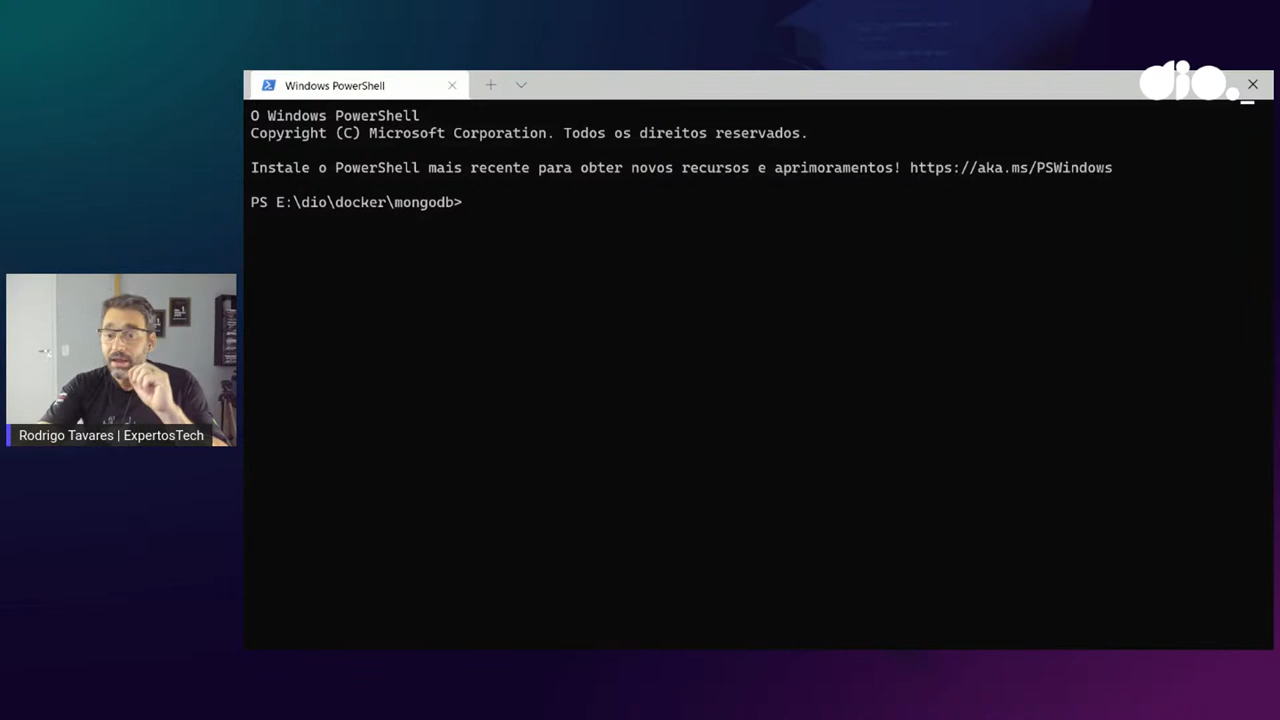 dio._
Windows PowerShell
O Windows PowerShell
Copyright (C) Microsoft Corporation. Todos os direitos reservados.
Instale o PowerShell mais recente para obter novos recursos e aprimoramentos! https://aka.ms/PSWindows
PS E:\dio\docker\mongodb>
Rodrigo Tavares | ExpertosTech